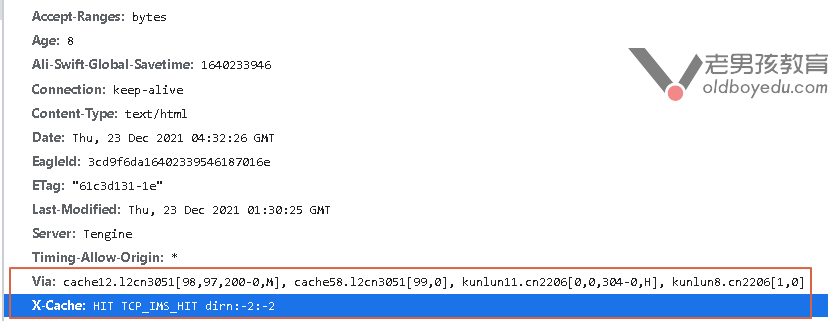 Accept-Ranges: bytes
Age: 8
Ali-Swift-Global-Savetime: 1640233946
Connection: keep-alive
Content-Type: text/html
Date: Thu, 23 Dec 2021 04:32:26 GMT
EagleId: 3cd9f6da16402339546187016e
ETag: "61c3d131-1e"
Last-Modified: Thu, 23 Dec 2021 01:30:25 GMT
Server: Tengine
Timing-Allow-Origin: *
Via: cache12.l2cn3051[98,97,200-0,M], cache58.l2cn3051[99,0], kunlun11.cn2206[0,0,304-0,H], kunlun8.cn2206[1,0]
X-Cache: HIT TCP_IMS_HIT dirn:-2:-2
老男孩教育
oldboyedu.com